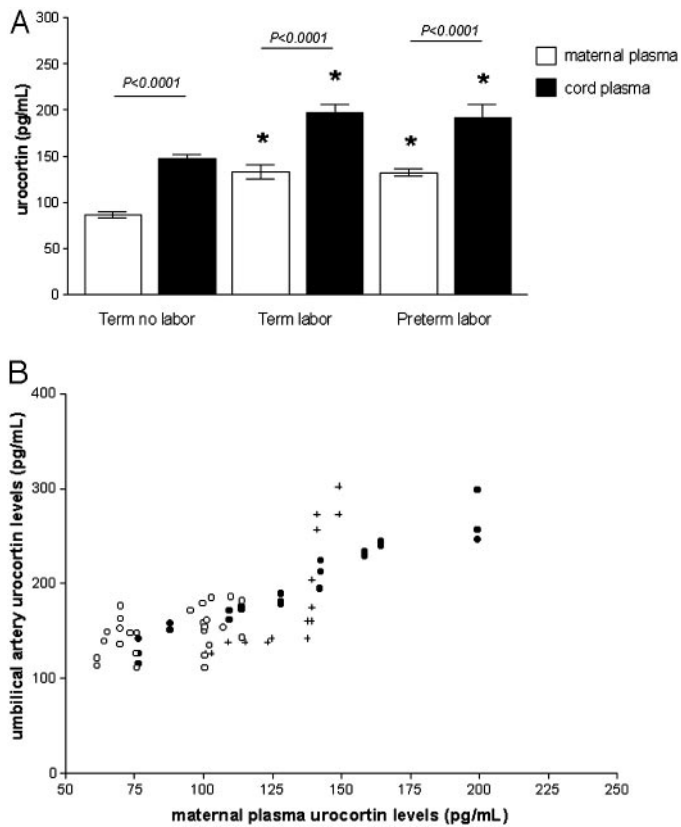 A
urocortin (pg/mL)
300
250
200
150
100
50
0
P<0.0001
P<0.0001
P<0.0001
*
*
*
*
maternal plasma
cord plasma
Term no labor
Term labor
Preterm labor
B
umbilical artery urocortin levels (pg/mL)
400
300
200
100
0
50
75
100
125
150
175
200
225
250
maternal plasma urocortin levels (pg/mL)